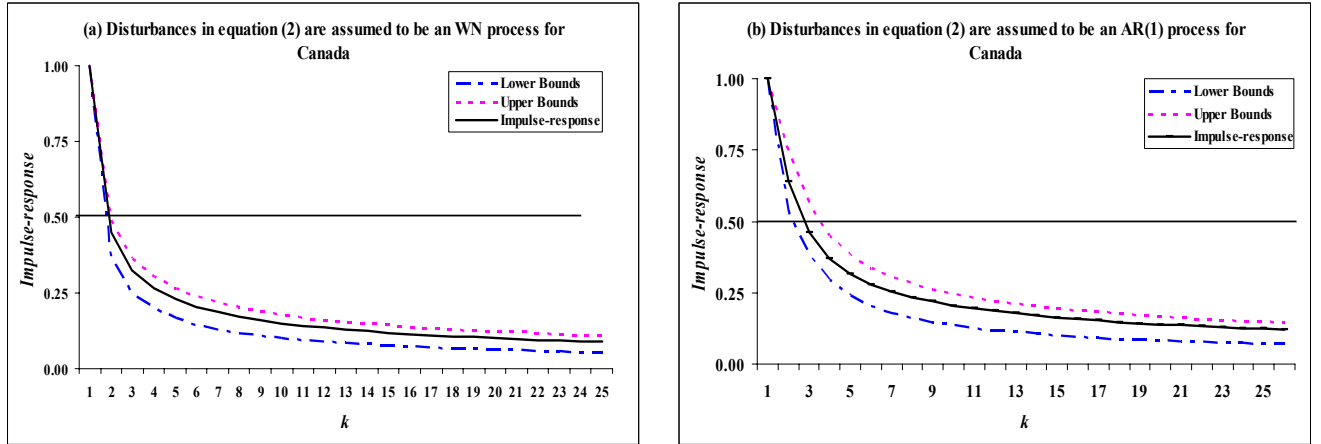 (a) Disturbances in equation (2) are assumed to be an WN process for
Canada
Impulse-response
1.00
0.75
0.50
0.25
0.00
Lower Bounds
Upper Bounds
Impulse-response
1 2 3 4 5 6 7 8 9 10 11 12 13 14 15 16 17 18 19 20 21 22 23 24 25
k
(b) Disturbances in equation (2) are assumed to be an AR(1) process for
Canada
Impulse-response
1.00
0.75
0.50
0.25
0.00
Lower Bounds
Upper Bounds
Impulse-response
1 3 5 7 9 11 13 15 17 19 21 23 25
k